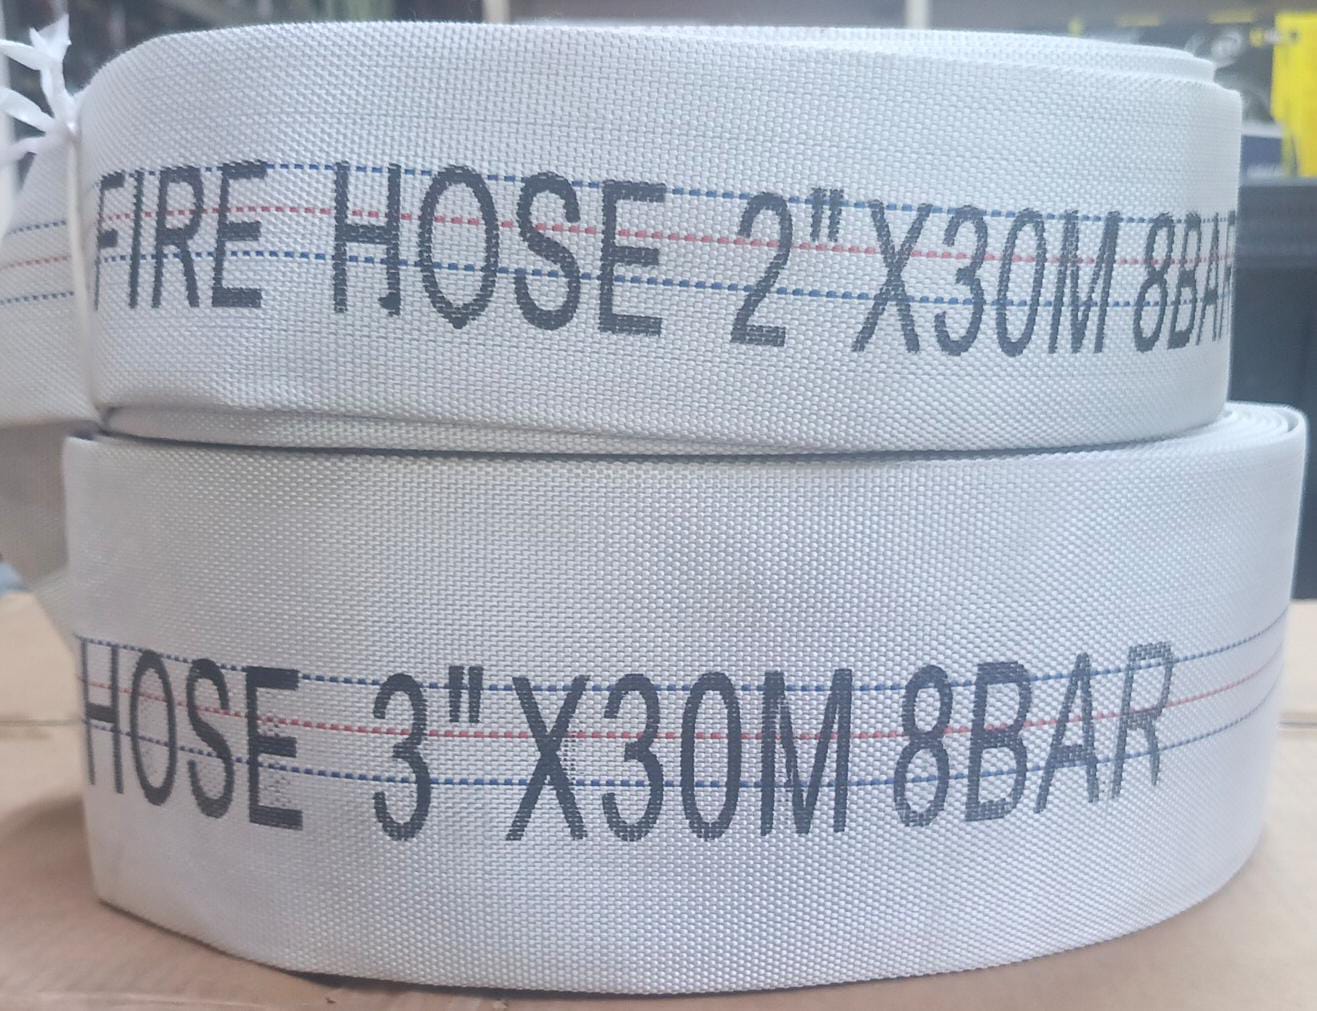 FIRE HOSE 2" X30M 8BAR
HOSE 3" X30M 8BAR